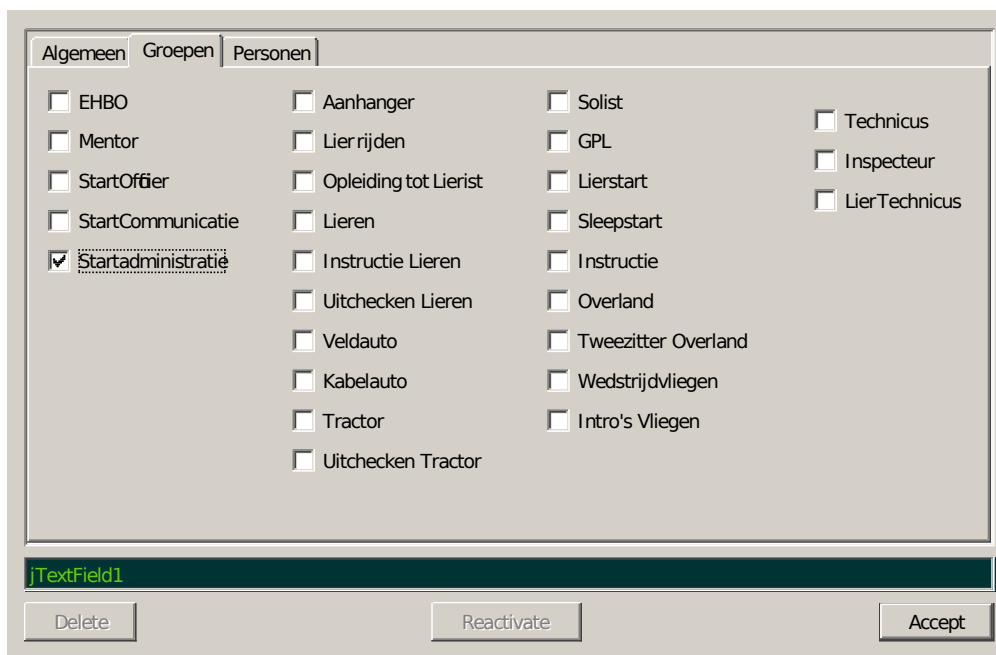 Algemeen Groepen Personen
EHBO
Mentor
StartOfficier
StartCommunicatie
Startadministratie
Aanhanger
Lier rijden
Opleiding tot Lierist
Lieren
Instructie Lieren
Uitchecken Lieren
Veldauto
Kabelauto
Tractor
Uitchecken Tractor
Solist
GPL
Lierstart
Sleepstart
Instructie
Overland
Tweezitter Overland
Wedstrijdvliegen
Intro's Vliegen
Technicus
Inspecteur
LierTechnicus
jTextField1
Delete Reactivate Accept